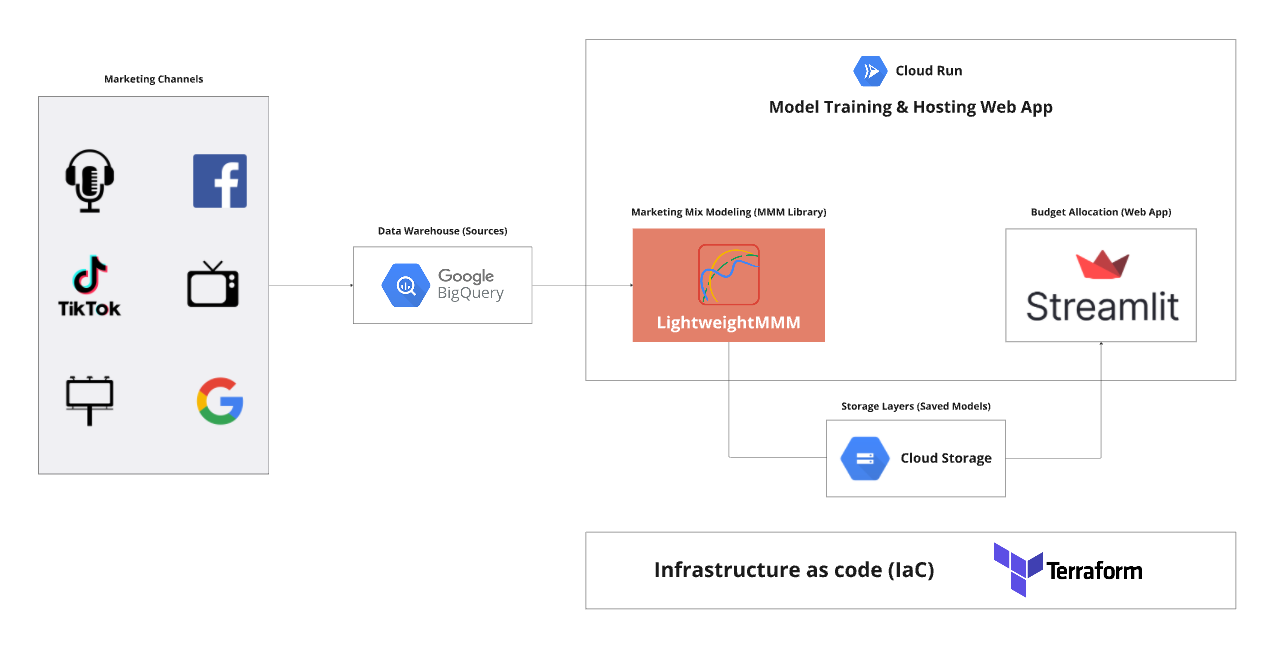 Marketing Channels
TikTok
Data Warehouse (Sources)
Google
BigQuery
Cloud Run
Model Training & Hosting Web App
Marketing Mix Modeling (MMM Library)
LightweightMMM
Budget Allocation (Web App)
Streamlit
Storage Layers (Saved Models)
Cloud Storage
Infrastructure as code (IaC)
Terraform